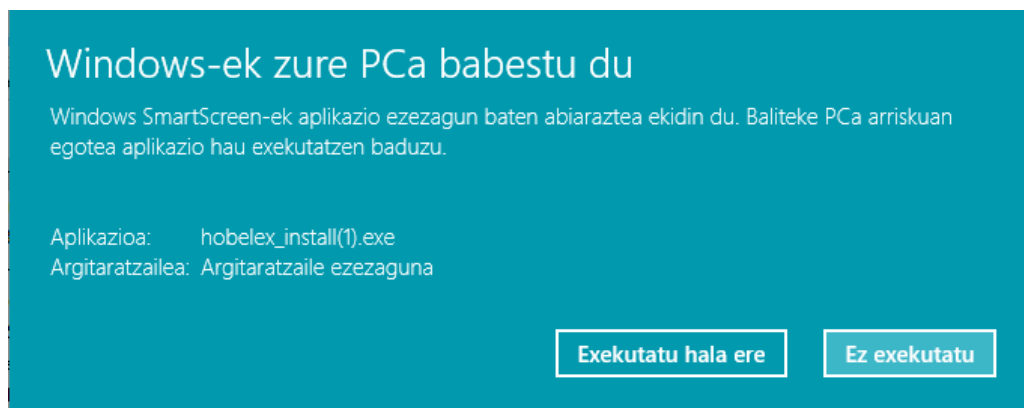 Windows-ek zure PCa babestu du
Windows SmartScreen-ek aplikazio ezezagun baten abiaraztea ekidin du. Baliteke PCa arriskuan
egotea aplikazio hau exekutatzen baduzu.
Aplikazioa: hobelex_install(1).exe
Argitaratzailea: Argitaratzaile ezezaguna
Exekutatu hala ere Ez exekutatu